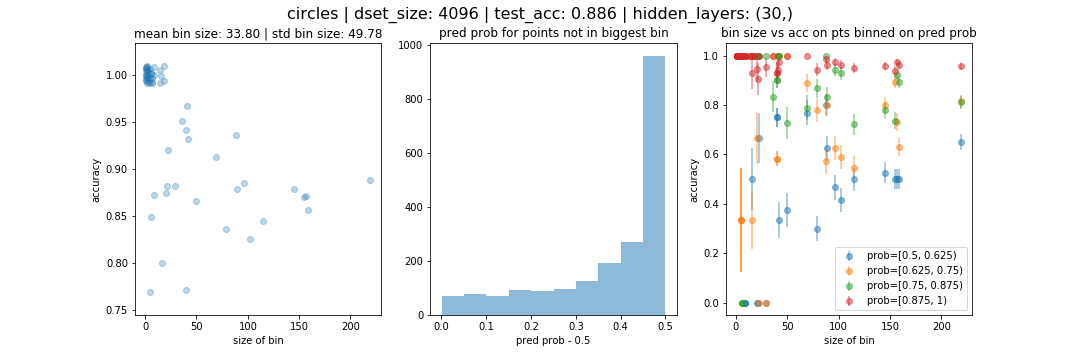 circles | dset_size: 4096 | test_acc: 0.886 | hidden_layers: (30,)
mean bin size: 33.80 | std bin size: 49.78
accuracy
1.00
0.95
0.90
0.85
0.80
0.75
0
50
100
150
200
size of bin
pred prob for points not in biggest bin
1000
800
600
400
200
0
0.0
0.1
0.2
0.3
0.4
0.5
pred prob - 0.5
bin size vs acc on pts binned on pred prob
accuracy
1.0
0.8
0.6
0.4
0.2
0.0
prob=[0.5, 0.625)
prob=[0.625, 0.75)
prob=[0.75, 0.875)
prob=[0.875, 1)
0
50
100
150
200
size of bin